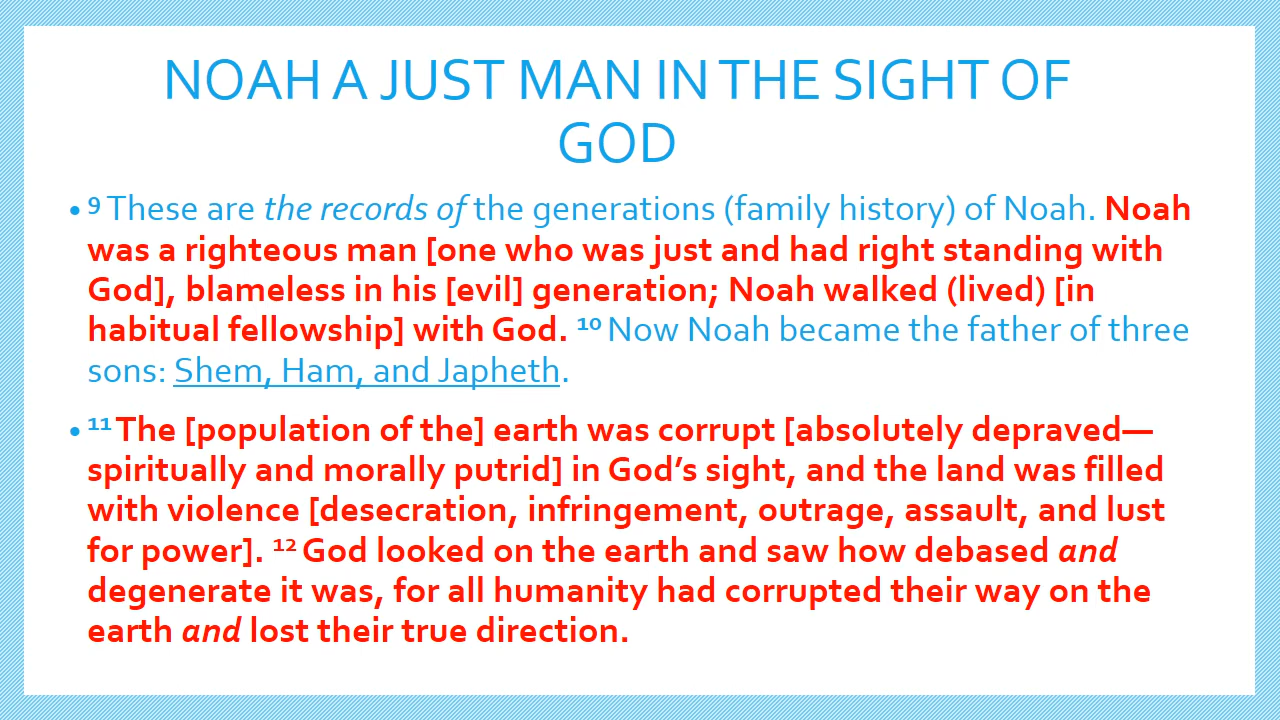 NOAH A JUST MAN IN THE SIGHT OF
GOD
• 9 These are the records of the generations (family history) of Noah. Noah
was a righteous man [one who was just and had right standing with
God], blameless in his [evil] generation; Noah walked (lived) [in
habitual fellowship] with God. 10 Now Noah became the father of three
sons: Shem, Ham, and Japheth.
• 11 The [population of the] earth was corrupt [absolutely depraved—
spiritually and morally putrid] in God’s sight, and the land was filled
with violence [desecration, infringement, outrage, assault, and lust
for power]. 12 God looked on the earth and saw how debased and
degenerate it was, for all humanity had corrupted their way on the
earth and lost their true direction.